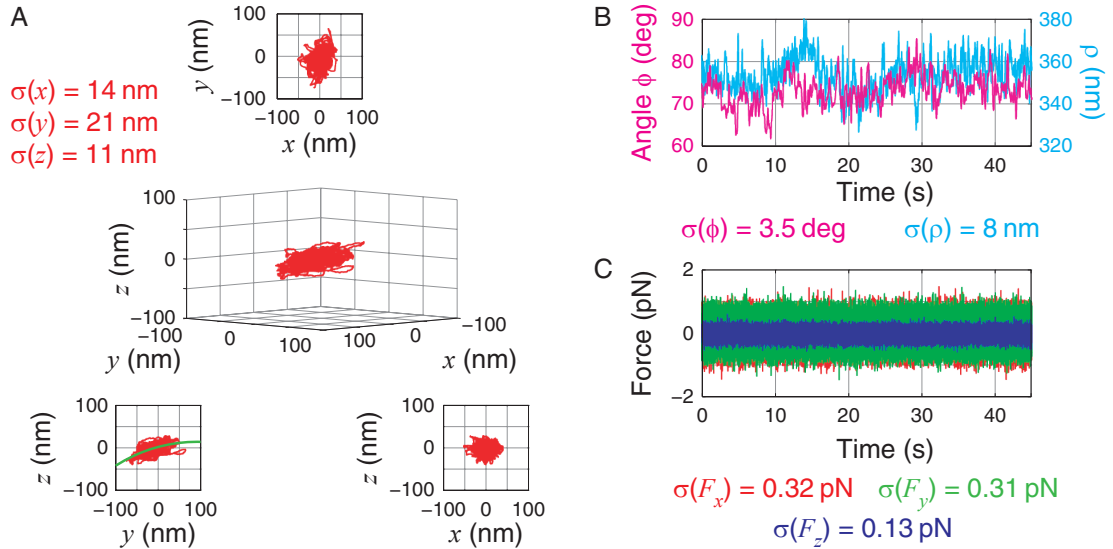 A
σ(x) = 14 nm
σ(y) = 21 nm
σ(z) = 11 nm
100
0
−100
y (nm)
−100 0 100
x (nm)
100
0
−100
z (nm)
−100
0
100
y (nm)
−100
0
100
x (nm)
100
0
−100
z (nm)
−100 0 100
y (nm)
100
0
−100
z (nm)
−100 0 100
x (nm)
B
90
80
70
60
Angle ϕ (deg)
380
360
340
320
ρ (nm)
0 10 20 30 40
Time (s)
σ(ϕ) = 3.5 deg σ(ρ) = 8 nm
C
2
0
−2
Force (pN)
0 10 20 30 40
Time (s)
σ(Fx) = 0.32 pN σ(Fy) = 0.31 pN
σ(Fz) = 0.13 pN